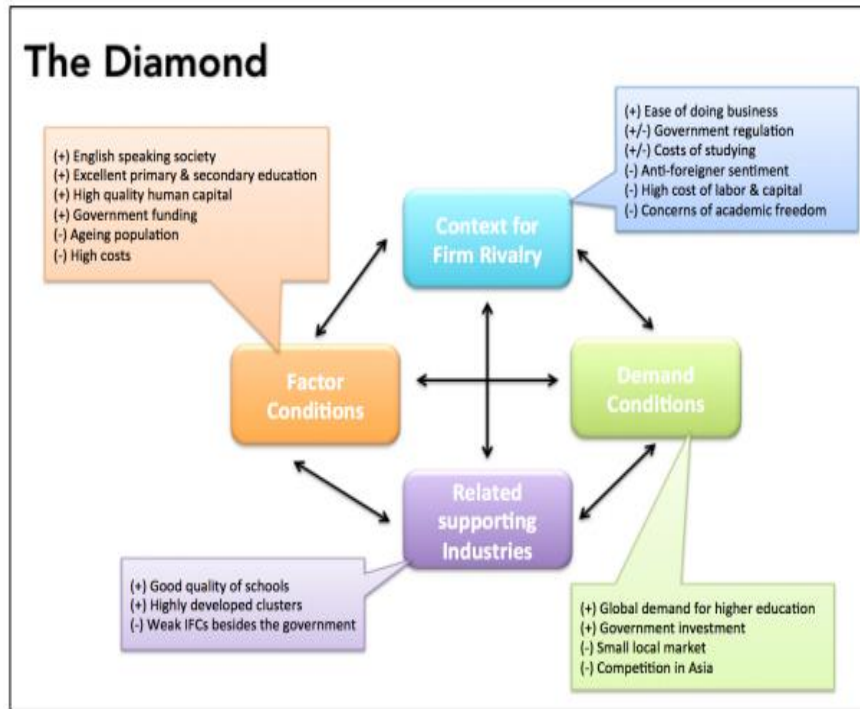 The Diamond
(+) Ease of doing business
(+/-) Government regulation
(+/-) Costs of studying
(-) Anti-foreigner sentiment
(-) High cost of labor & capital
(-) Concerns of academic freedom
(+) English speaking society
(+) Excellent primary & secondary education
(+) High quality human capital
(+) Government funding
(-) Ageing population
(-) High costs
Context for
Firm Rivalry
Factor
Conditions
Demand
Conditions
Related
supporting
Industries
(+) Good quality of schools
(+) Highly developed clusters
(-) Weak IFCs besides the government
(+) Global demand for higher education
(+) Government investment
(-) Small local market
(-) Competition in Asia